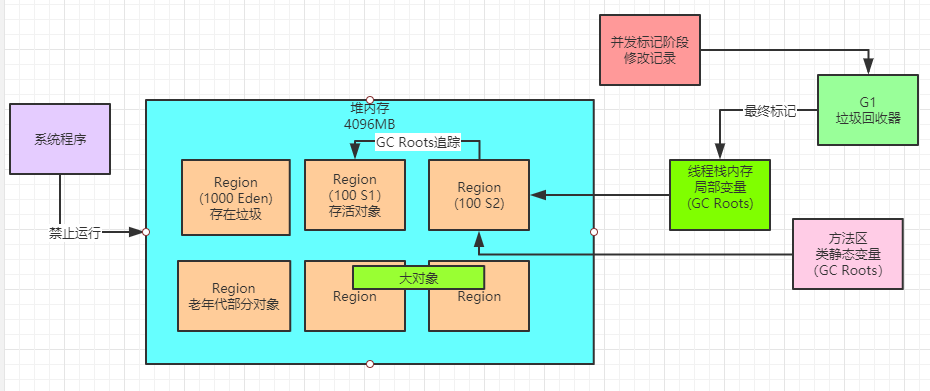 并发标记阶段
修改记录
G1
垃圾回收器
最终标记
系统程序
禁止运行
堆内存
4096MB
GC Roots追踪
Region
(1000 Eden)
存在垃圾
Region
(100 S1)
存活对象
Region
(100 S2)
线程栈内存
局部变量
(GC Roots)
方法区
类静态变量
(GC Roots)
Region
老年代部分对象
大对象
Region
Region